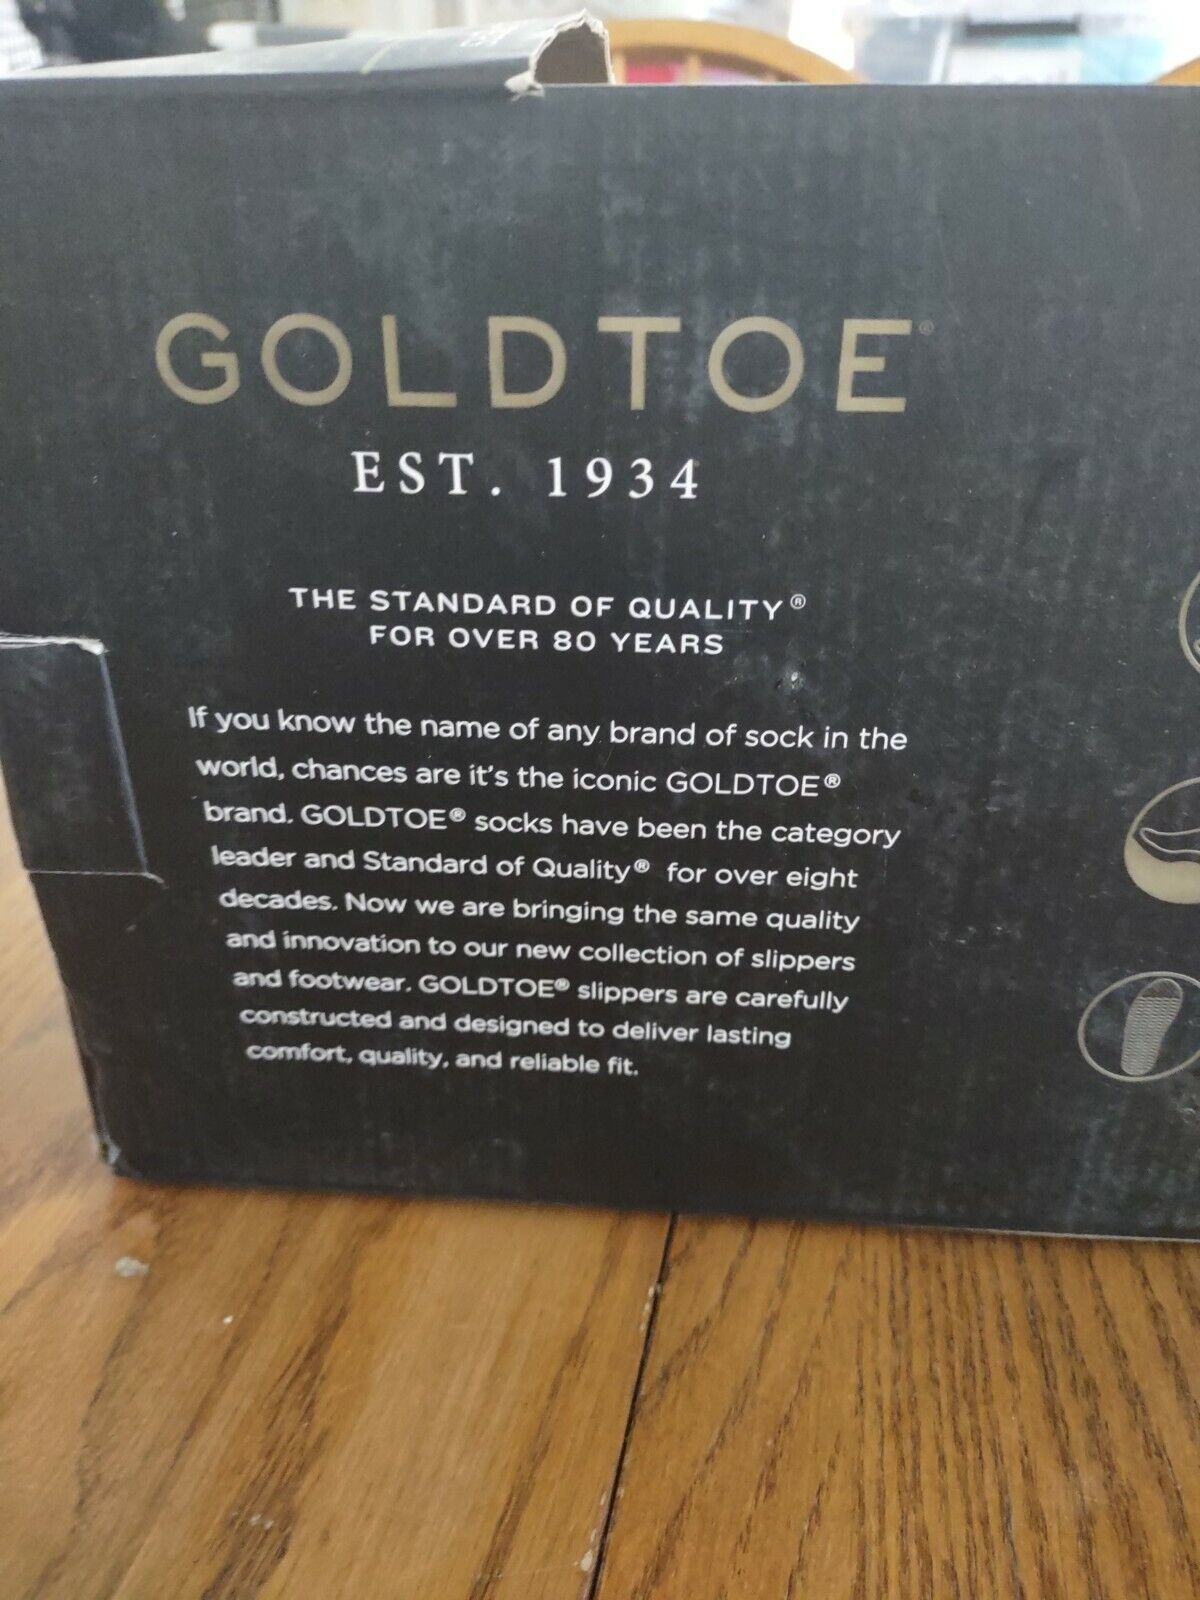 GOLDTOE®
EST. 1934
THE STANDARD OF QUALITY®
FOR OVER 80 YEARS
If you know the name of any brand of sock in the
world, chances are it's the iconic GOLDTOE®
brand. GOLDTOE® socks have been the category
leader and Standard of Quality® for over eight
decades. Now we are bringing the same quality
and innovation to our new collection of slippers
and footwear. GOLDTOE® slippers are carefully
constructed and designed to deliver lasting
comfort, quality, and reliable fit.